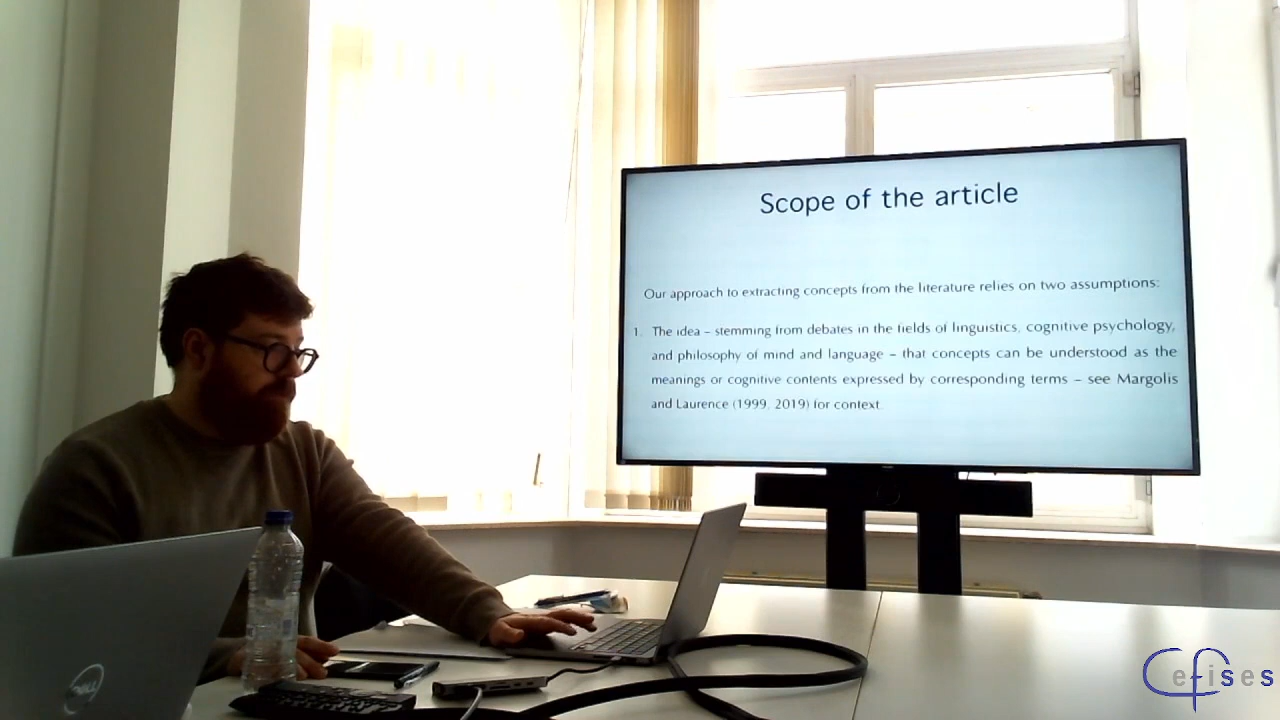 Scope of the article
Our approach to extracting concepts from the literature relies on two assumptions:
1. The idea – stemming from debates in the fields of linguistics, cognitive psychology,
and philosophy of mind and language – that concepts can be understood as the
meanings or cognitive contents expressed by corresponding terms – see Margolis
and Laurence (1999, 2019) for context.
DELL
Cefises